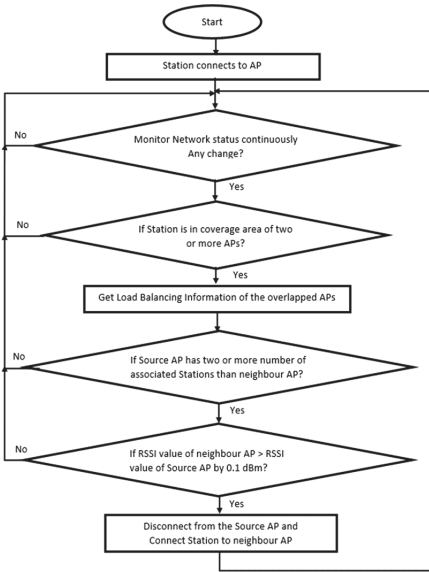 Start
Station connects to AP
Monitor Network status continuously
Any change?
No
Yes
If Station is in coverage area of two
or more APs?
No
Yes
Get Load Balancing Information of the overlapped APs
If Source AP has two or more number of
associated Stations than neighbour AP?
No
Yes
If RSSI value of neighbour AP > RSSI
value of Source AP by 0.1 dBm?
No
Yes
Disconnect from the Source AP and
Connect Station to neighbour AP